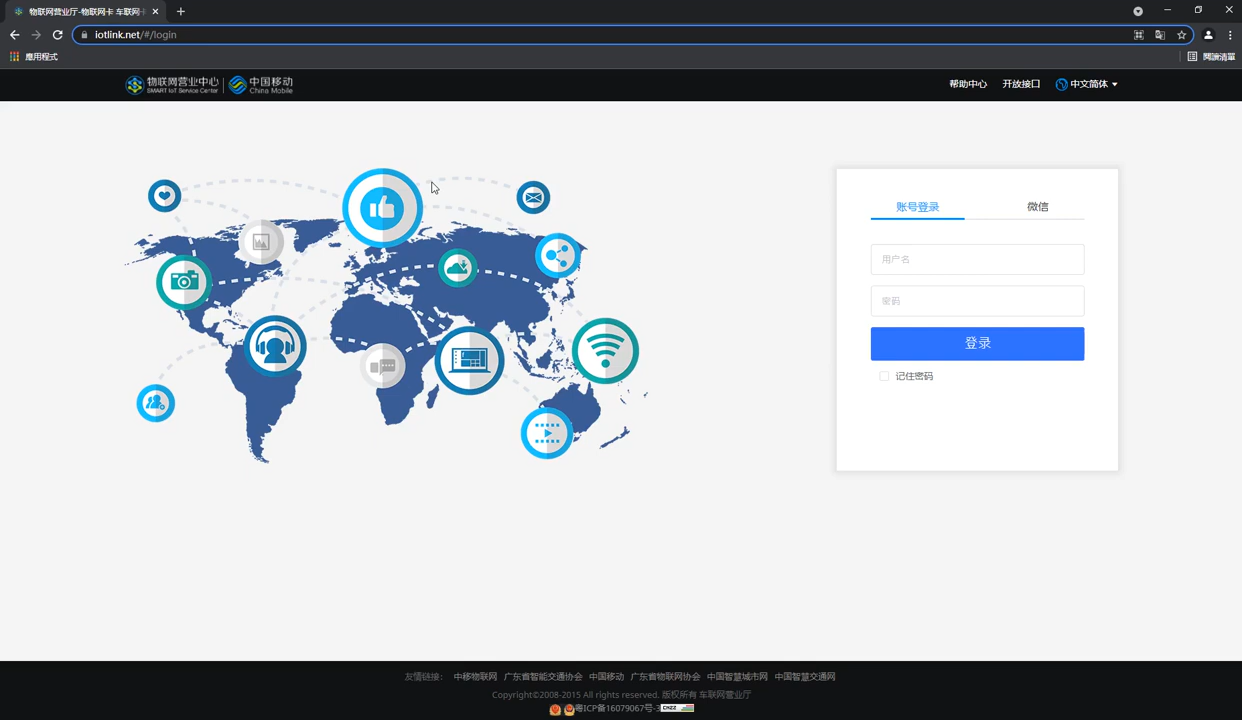 物联网营业厅-物联网卡 车联网卡
iotlink.net/#/login
應用程式
閱讀清單
物联网营业中心
SMART IoT Service Center
中国移动
China Mobile
帮助中心 开放接口 中文简体
账号登录 微信
用户名
密码
登录
记住密码
友情链接: 中移物联网 广东省智能交通协会 中国移动 广东省物联网协会 中国智慧城市网 中国智慧交通网
Copyright©2008-2015 All rights reserved. 版权所有 车联网营业厅
粤ICP备16079067号-3
CNZZ